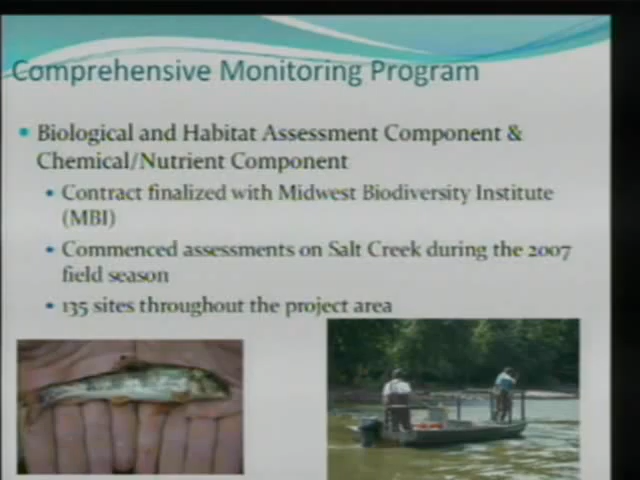 Comprehensive Monitoring Program
Biological and Habitat Assessment Component &
Chemical/Nutrient Component
Contract finalized with Midwest Biodiversity Institute
(MBI)
Commenced assessments on Salt Creek during the 2007
field season
135 sites throughout the project area